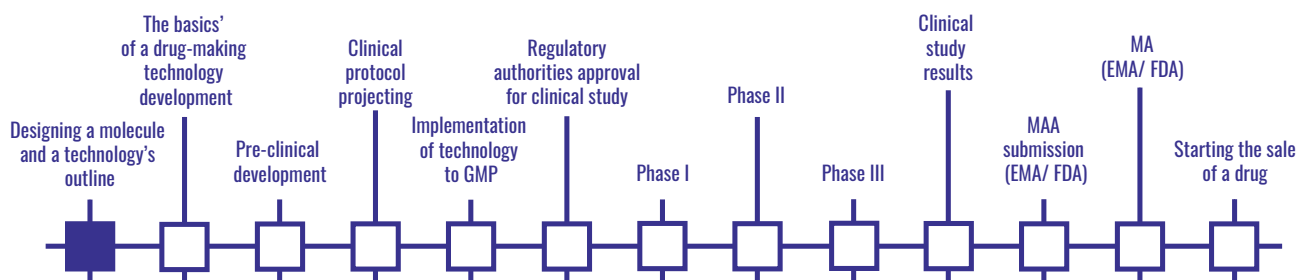 Designing a molecule
and a technology's
outline
The basics'
of a drug-making
technology
development
Pre-clinical
development
Clinical
protocol
projecting
Implementation
of technology
to GMP
Regulatory
authorities approval
for clinical study
Phase I
Phase II
Phase III
Clinical
study
results
MAA
submission
(EMA/ FDA)
MA
(EMA/ FDA)
Starting the sale
of a drug